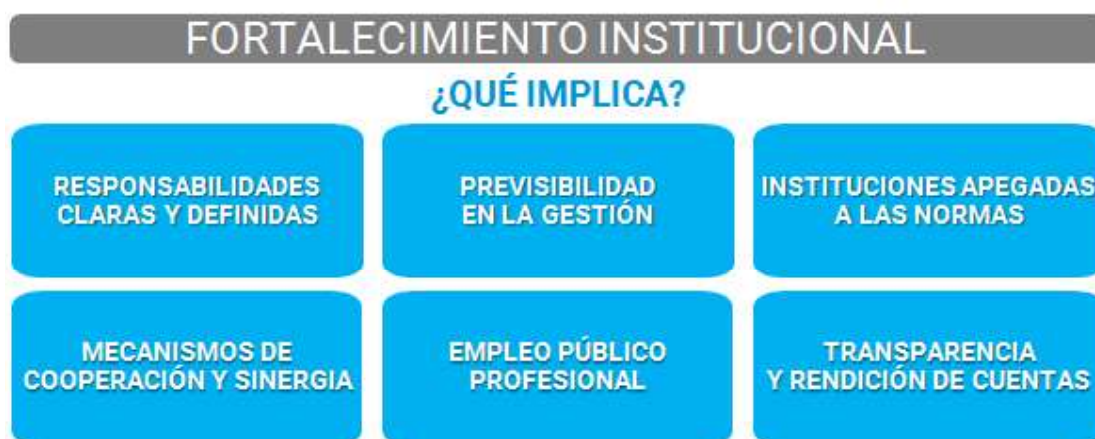 FORTALECIMIENTO INSTITUCIONAL
¿QUÉ IMPLICA?
RESPONSABILIDADES
CLARAS Y DEFINIDAS
PREVISIBILIDAD
EN LA GESTIÓN
INSTITUCIONES APEGADAS
A LAS NORMAS
MECANISMOS DE
COOPERACIÓN Y SINERGIA
EMPLEO PÚBLICO
PROFESIONAL
TRANSPARENCIA
Y RENDICIÓN DE CUENTAS